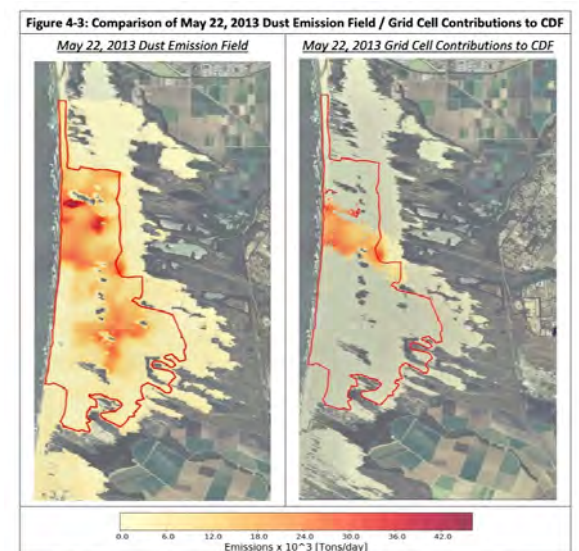 Figure 4-3: Comparison of May 22, 2013 Dust Emission Field / Grid Cell Contributions to CDF
May 22, 2013 Dust Emission Field
May 22, 2013 Grid Cell Contributions to CDF
0.0 6.0 12.0 18.0 24.0 30.0 36.0 42.0
Emissions x 10^3 [Tons/day]